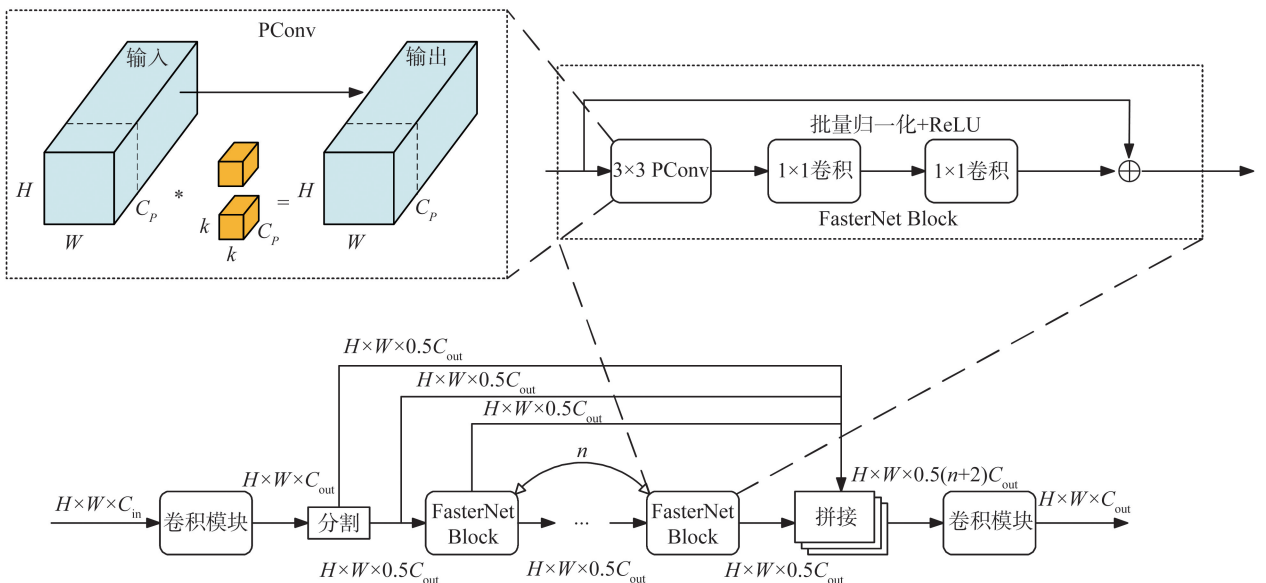 PConv
输入
输出
H
W
C_P
*
k
k
C_P
=
H
W
C_P
批量归一化+ReLU
3×3 PConv
1×1卷积
1×1卷积
FasterNet Block
H×W×0.5C_out
H×W×0.5C_out
H×W×0.5C_out
n
H×W×C_in
卷积模块
H×W×C_out
分割
FasterNet
Block
...
FasterNet
Block
拼接
H×W×0.5(n+2)C_out
卷积模块
H×W×C_out
H×W×0.5C_out
H×W×0.5C_out
H×W×0.5C_out